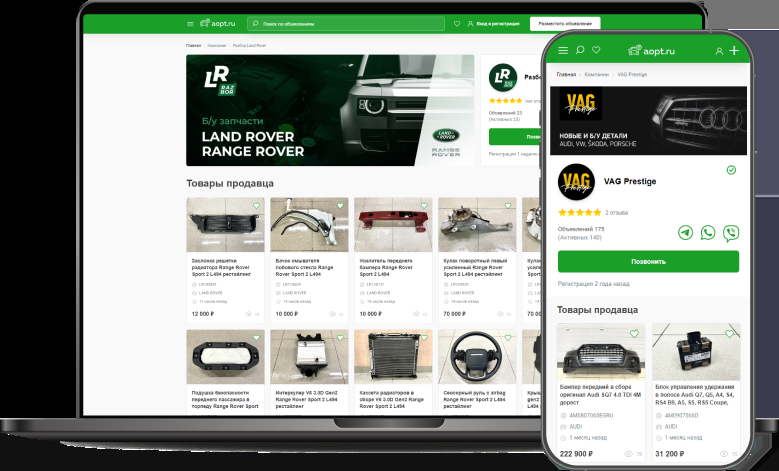 aopt.ru
Поиск по объявлениям
Вход и регистрация
Разместить объявление
Главная
Компании
Разбор Land Rover
LR
RAZ
BOR
Б/у запчасти
LAND ROVER
RANGE ROVER
LAND-
ROVER
RANGE
ROVER
LR
RAZ
BOR
Объявлений 23
(Активных 23)
Товары продавца
Заслонка решетки
радиатора Range Rover
Sport 2 L494 рестайлинг
LAND ROVER
11 часов назад
12 000 ₽
Бачок омывателя
лобового стекла Range
Rover Sport 2 L494
LAND ROVER
14 часов назад
10 000 ₽
Усилитель переднего
бампера Range Rover
Sport 2 L494 рестайлинг
LAND ROVER
14 часов назад
10 000 ₽
Кулак поворотный левый
усиленный Range Rover
Sport 2 L494 рестайлинг
LAND ROVER
14 часов назад
70 000 ₽
Подушка безопасности
переднего пассажира в
торпеду Range Rover Sport
Интеркулер V6 3.0D Gen2
Range Rover Sport 2 L494
рестайлинг
Кассета радиаторов в
сборе V6 3.0D Gen2 Range
Rover Sport 2 L494
Сенсорный руль с airbag
Range Rover Sport 2 L494
рестайлинг
aopt.ru
Главная
Компании
VAG Prestige
VAG
Prestige
НОВЫЕ И Б/У ДЕТАЛИ
AUDI, VW, ŠKODA, PORSCHE
VAG
Prestige
VAG Prestige
2 отзыва
Объявлений 175
(Активных 140)
Позвонить
Регистрация 2 года назад
Товары продавца
Бампер передний в сборе
оригинал Audi SQ7 4.0 TDI 4M
дорест
4M0807065EGRU
AUDI
1 месяц назад
222 900 ₽
Блок управления удержания
в полосе Audi Q7, Q5, A4, S4,
RS4 B9, A5, S5, RS5 Coupe,
4M0907566D
AUDI
1 месяц назад
31 200 ₽